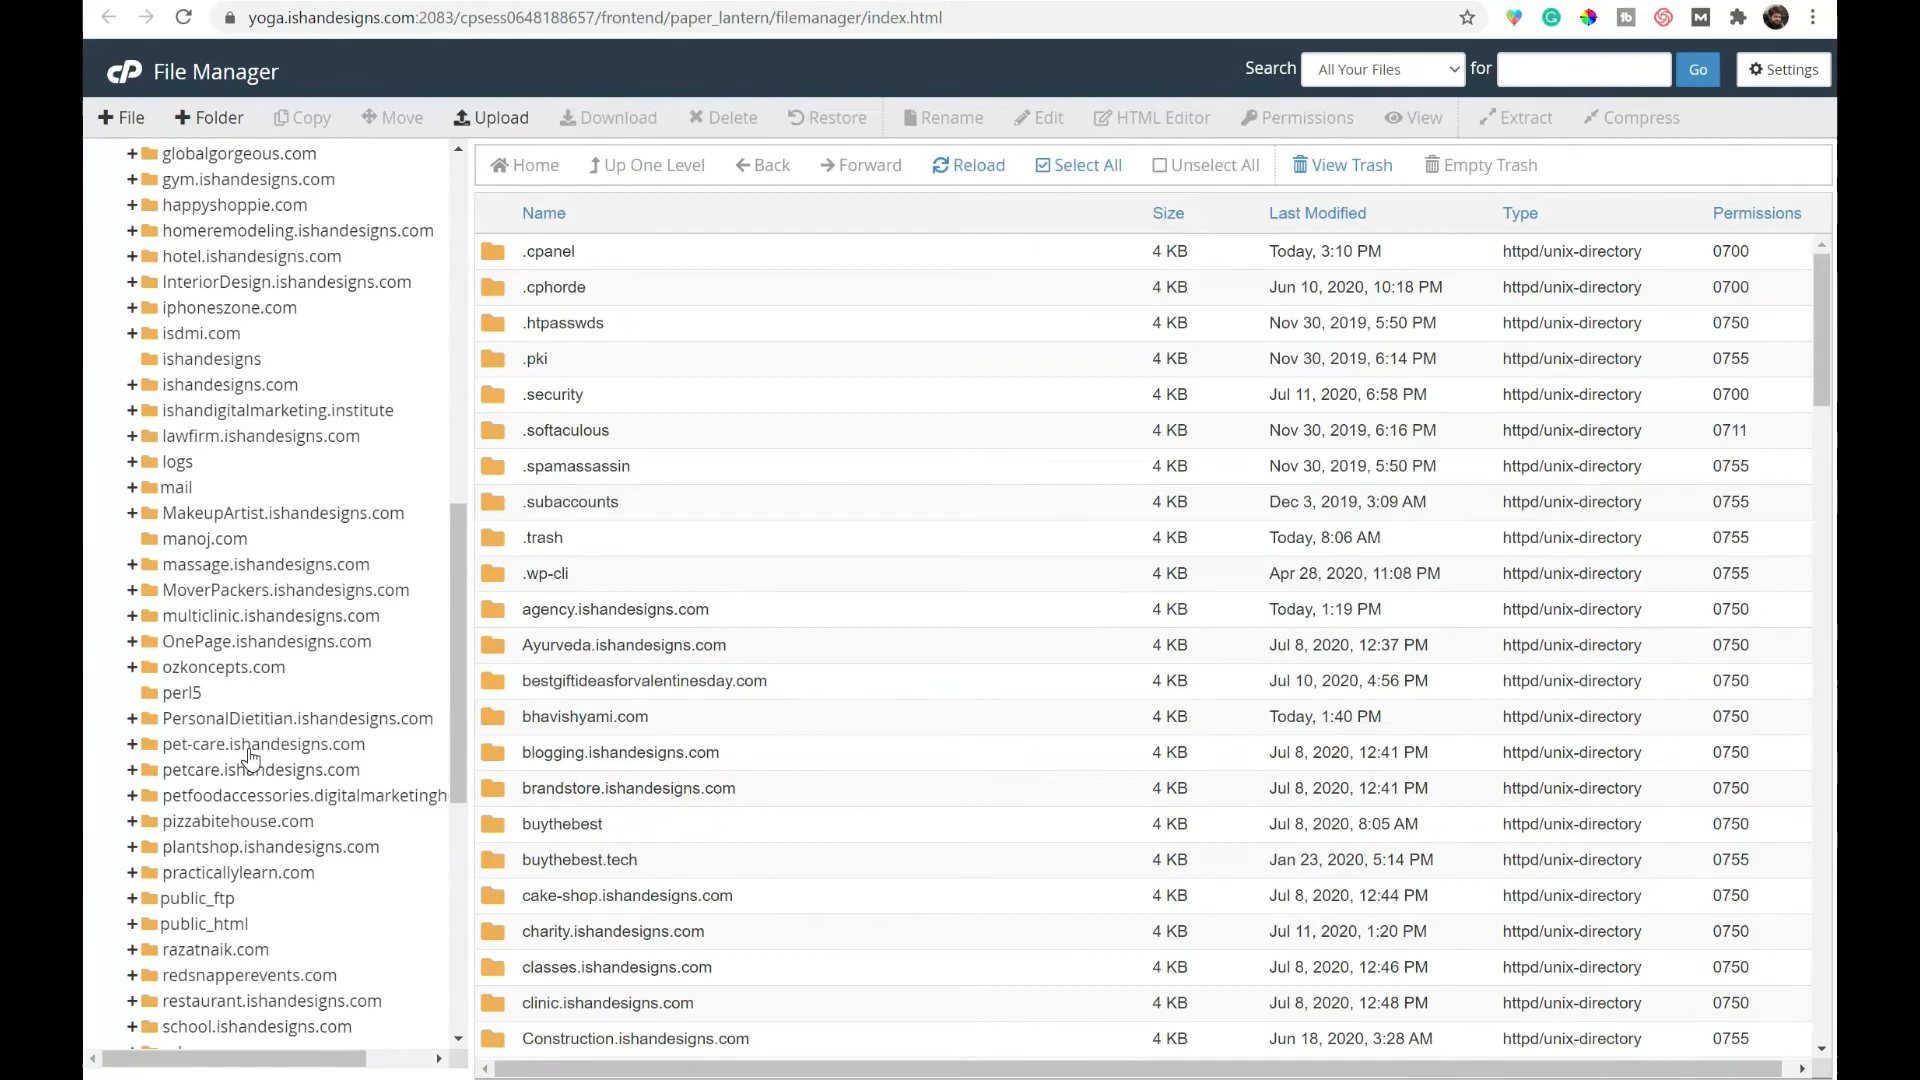 yoga.ishandesigns.com:2083/cpsess0648188657/frontend/paper_lantern/filemanager/index.html
cP File Manager
Search All Your Files for Go Settings
File Folder Copy Move Upload Download Delete Restore Rename Edit HTML Editor Permissions View Extract Compress
globalgorgeous.com
gym.ishandesigns.com
happyshoppie.com
homeremodeling.ishandesigns.com
hotel.ishandesigns.com
InteriorDesign.ishandesigns.com
iphoneszone.com
isdmi.com
ishandesigns
ishandesigns.com
ishandigitalmarketing.institute
lawfirm.ishandesigns.com
logs
mail
MakeupArtist.ishandesigns.com
manoj.com
massage.ishandesigns.com
MoverPackers.ishandesigns.com
multiclinic.ishandesigns.com
OnePage.ishandesigns.com
ozkoncepts.com
perl5
PersonalDietitian.ishandesigns.com
pet-care.ishandesigns.com
petcare.ishandesigns.com
petfoodaccessories.digitalmarketingh
pizzabitehouse.com
plantshop.ishandesigns.com
practicallylearn.com
public_ftp
public_html
razatnaik.com
redsnapperevents.com
restaurant.ishandesigns.com
school.ishandesigns.com
Home Up One Level Back Forward Reload Select All Unselect All View Trash Empty Trash
Name Size Last Modified Type Permissions
.cpanel 4 KB Today, 3:10 PM httpd/unix-directory 0700
.cphorde 4 KB Jun 10, 2020, 10:18 PM httpd/unix-directory 0700
.htpasswds 4 KB Nov 30, 2019, 5:50 PM httpd/unix-directory 0750
.pki 4 KB Nov 30, 2019, 6:14 PM httpd/unix-directory 0755
.security 4 KB Jul 11, 2020, 6:58 PM httpd/unix-directory 0700
.softaculous 4 KB Nov 30, 2019, 6:16 PM httpd/unix-directory 0711
.spamassassin 4 KB Nov 30, 2019, 5:50 PM httpd/unix-directory 0755
.subaccounts 4 KB Dec 3, 2019, 3:09 AM httpd/unix-directory 0755
.trash 4 KB Today, 8:06 AM httpd/unix-directory 0755
.wp-cli 4 KB Apr 28, 2020, 11:08 PM httpd/unix-directory 0755
agency.ishandesigns.com 4 KB Today, 1:19 PM httpd/unix-directory 0750
Ayurveda.ishandesigns.com 4 KB Jul 8, 2020, 12:37 PM httpd/unix-directory 0750
bestgiftideasforvalentinesday.com 4 KB Jul 10, 2020, 4:56 PM httpd/unix-directory 0750
bhavishyami.com 4 KB Today, 1:40 PM httpd/unix-directory 0750
blogging.ishandesigns.com 4 KB Jul 8, 2020, 12:41 PM httpd/unix-directory 0750
brandstore.ishandesigns.com 4 KB Jul 8, 2020, 12:41 PM httpd/unix-directory 0750
buythebest 4 KB Jul 8, 2020, 8:05 AM httpd/unix-directory 0750
buythebest.tech 4 KB Jan 23, 2020, 5:14 PM httpd/unix-directory 0755
cake-shop.ishandesigns.com 4 KB Jul 8, 2020, 12:44 PM httpd/unix-directory 0750
charity.ishandesigns.com 4 KB Jul 11, 2020, 1:20 PM httpd/unix-directory 0750
classes.ishandesigns.com 4 KB Jul 8, 2020, 12:46 PM httpd/unix-directory 0750
clinic.ishandesigns.com 4 KB Jul 8, 2020, 12:48 PM httpd/unix-directory 0750
Construction.ishandesigns.com 4 KB Jun 18, 2020, 3:28 AM httpd/unix-directory 0755